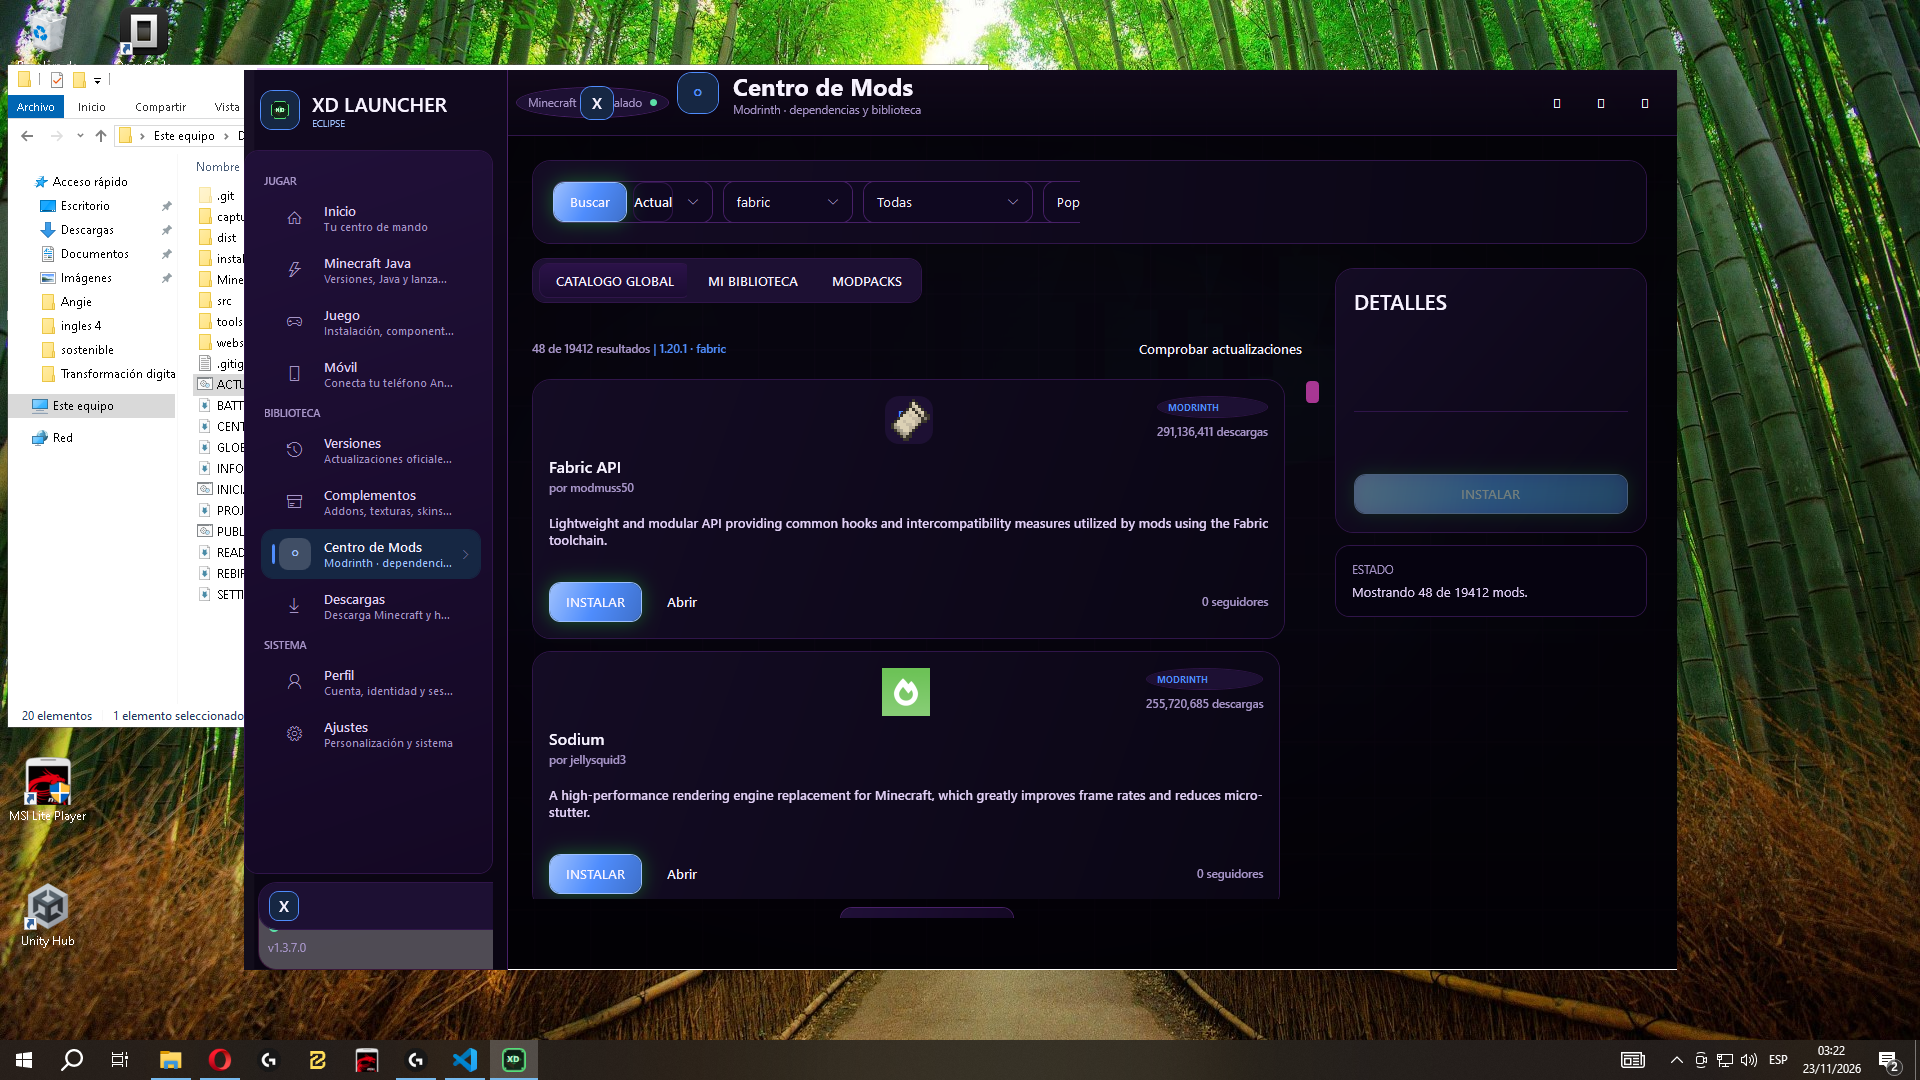 Archivo
Inicio
Compartir
Vista
Este equipo
Nombre
Acceso rápido
Escritorio
Descargas
Documentos
Imágenes
Angie
ingles 4
sostenible
Transformación digita
Este equipo
Red
.git
captu
dist
instal
Mine
src
tools
webs
.gitig
ACTU
BATT
CENT
GLOE
INFO
INICI
PROJ
PUBL
READ
REBIF
SETTI
20 elementos
1 elemento seleccionado
MSI Lite Player
Unity Hub
XD
XD LAUNCHER
ECLIPSE
JUGAR
Inicio
Tu centro de mando
Minecraft Java
Versiones, Java y lanza...
Juego
Instalación, component...
Móvil
Conecta tu teléfono An...
BIBLIOTECA
Versiones
Actualizaciones oficiale...
Complementos
Addons, texturas, skins...
Centro de Mods
Modrinth · dependenci...
Descargas
Descarga Minecraft y h...
SISTEMA
Perfil
Cuenta, identidad y ses...
Ajustes
Personalización y sistema
X
v1.3.7.0
Minecraft
X
alado
Centro de Mods
Modrinth · dependencias y biblioteca
Buscar
Actual
fabric
Todas
Pop
CATALOGO GLOBAL
MI BIBLIOTECA
MODPACKS
48 de 19412 resultados | 1.20.1 · fabric
Comprobar actualizaciones
MODRINTH
291,136,411 descargas
Fabric API
por modmuss50
Lightweight and modular API providing common hooks and intercompatibility measures utilized by mods using the Fabric
toolchain.
INSTALAR
Abrir
0 seguidores
MODRINTH
255,720,685 descargas
Sodium
por jellysquid3
A high-performance rendering engine replacement for Minecraft, which greatly improves frame rates and reduces micro-
stutter.
INSTALAR
Abrir
0 seguidores
DETALLES
INSTALAR
ESTADO
Mostrando 48 de 19412 mods.
XD
ESP
03:22
23/11/2026
2